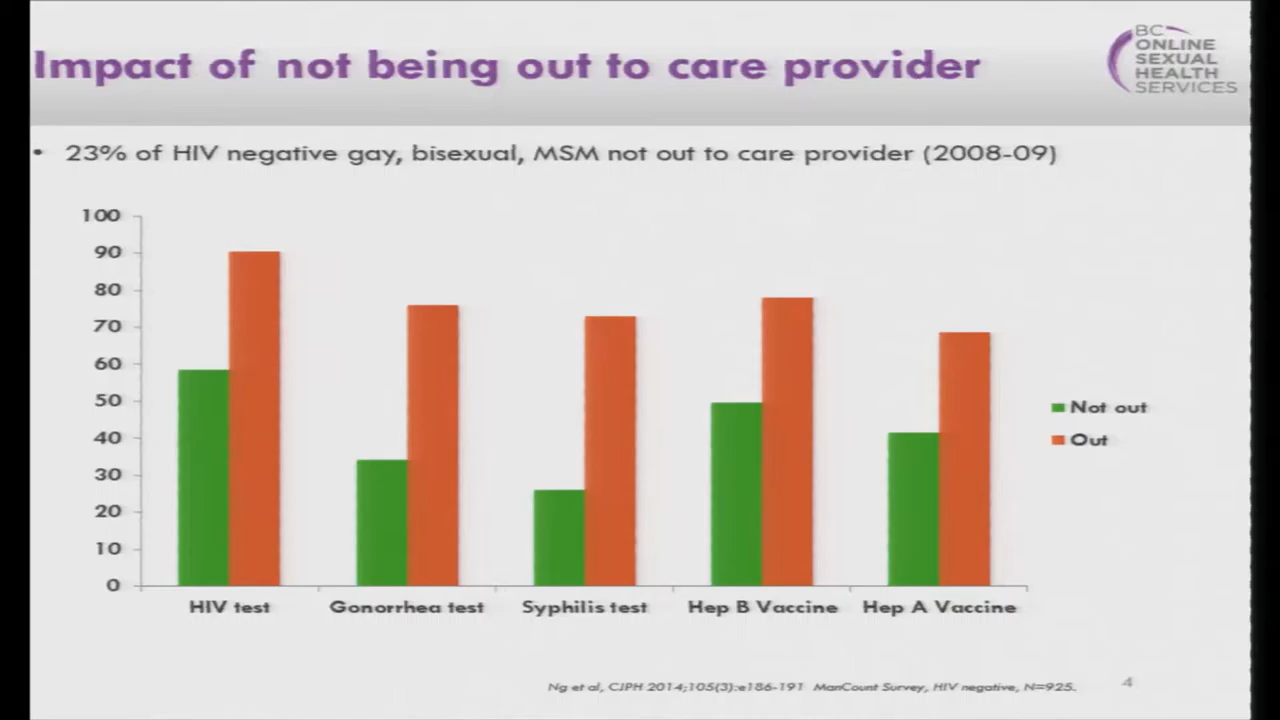 Impact of not being out to care provider
BC
ONLINE
SEXUAL
HEALTH
SERVICES
• 23% of HIV negative gay, bisexual, MSM not out to care provider (2008-09)
100
90
80
70
60
50
40
30
20
10
0
HIV test Gonorrhea test Syphilis test Hep B Vaccine Hep A Vaccine
Not out
Out
Ng et al, CJPH 2014;105(3):e186-191 ManCount Survey, HIV negative, N=925.
4